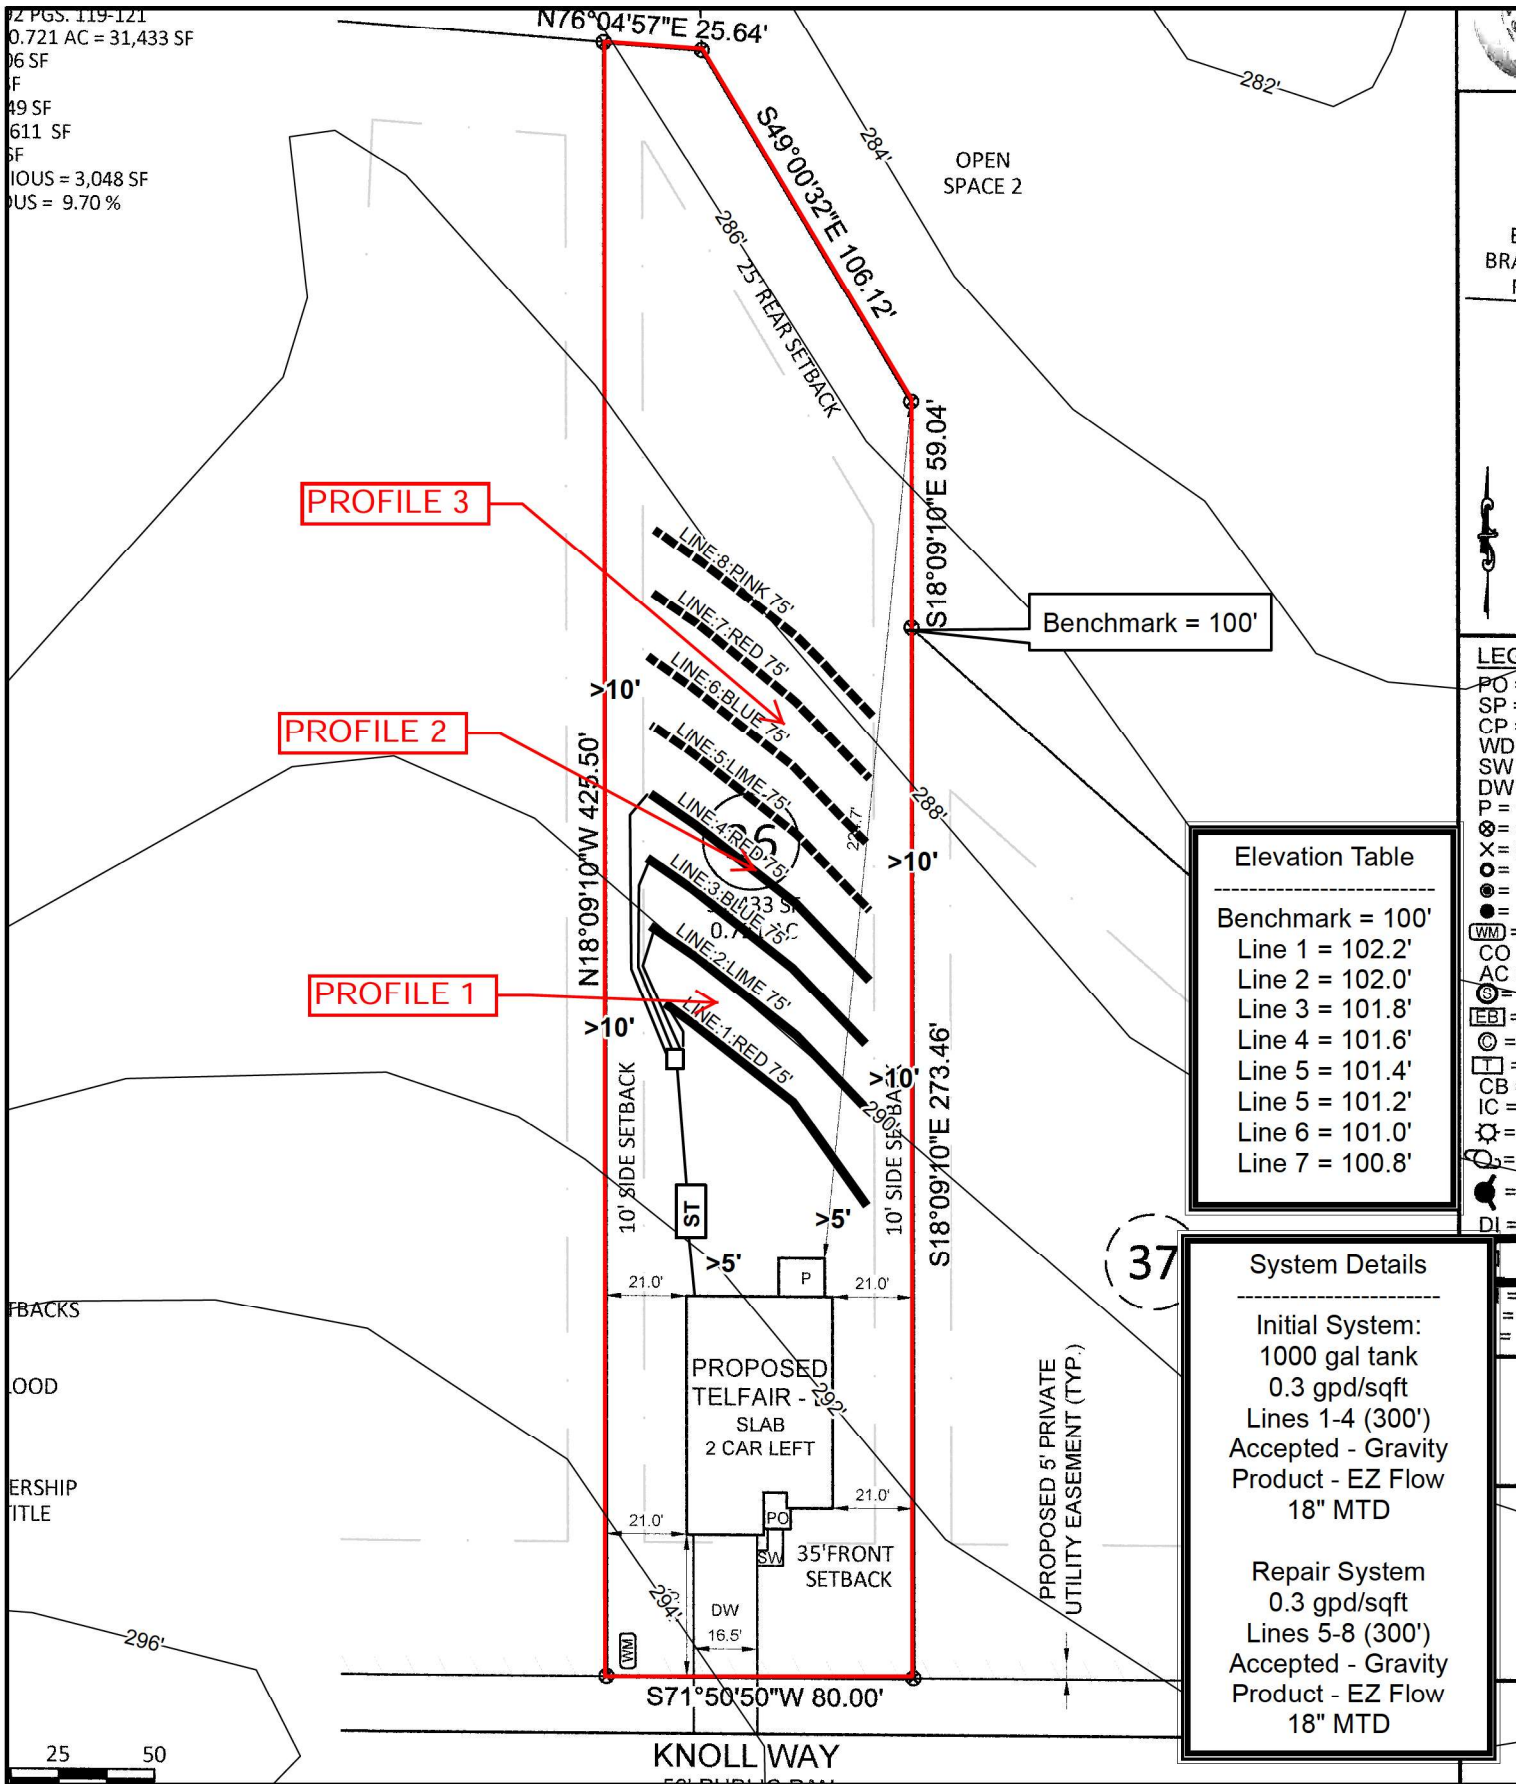 92 PGS. 119-121
0.721 AC = 31,433 SF
06 SF
SF
49 SF
611 SF
SF
IOUS = 3,048 SF
OUS = 9.70 %
N76°04'57"E 25.64'
S49°00'32"E 106.12'
282'
284'
OPEN
SPACE 2
286'
25' REAR SETBACK
S18°09'10"E 59.04'
PROFILE 3
LINE:8:PINK 75'
LINE:7:RED 75'
Benchmark = 100'
LINE:6:BLUE 75'
>10'
PROFILE 2
LINE:5:LIME 75'
N18°09'10"W 425.50'
288'
LINE:4:RED 75'
>10'
LINE:3:BLUE 75'
LINE:2:LIME 75'
PROFILE 1
LINE:1:RED 75'
>10'
>10'
290'
10' SIDE SETBACK
10' SIDE SETBACK
S18°09'10"E 273.46'
ST
>5'
>5'
21.0'
P
21.0'
37
PROPOSED
TELFAIR -
SLAB
2 CAR LEFT
292'
21.0'
21.0'
PO
SW
35'FRONT
SETBACK
PROPOSED 5' PRIVATE
UTILITY EASEMENT (TYP.)
294'
DW
16.5'
WM
296'
S71°50'50"W 80.00'
KNOLL WAY
25 50
TBACKS
OOD
ERSHIP
TITLE
BRA
LEG
PO =
SP =
CP =
WD
SW
DW
P =
WM =
CO
AC
S =
EB =
C =
T =
CB
IC =
DI =
Elevation Table
-------------------------
Benchmark = 100'
Line 1 = 102.2'
Line 2 = 102.0'
Line 3 = 101.8'
Line 4 = 101.6'
Line 5 = 101.4'
Line 5 = 101.2'
Line 6 = 101.0'
Line 7 = 100.8'
System Details
-----------------------
Initial System:
1000 gal tank
0.3 gpd/sqft
Lines 1-4 (300')
Accepted - Gravity
Product - EZ Flow
18" MTD
Repair System
0.3 gpd/sqft
Lines 5-8 (300')
Accepted - Gravity
Product - EZ Flow
18" MTD